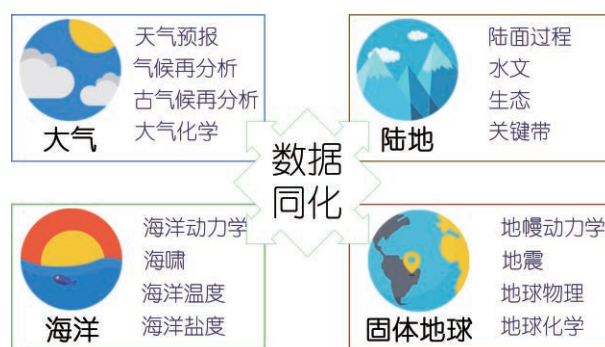 天气预报
气候再分析
古气候再分析
大气化学
大气
陆面过程
水文
生态
关键带
陆地
数据
同化
海洋动力学
海啸
海洋温度
海洋盐度
海洋
地幔动力学
地震
地球物理
地球化学
固体地球